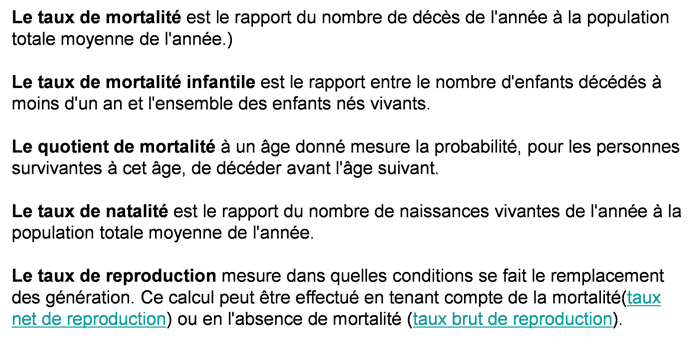 Le taux de mortalité est le rapport du nombre de décès de l'année à la population
totale moyenne de l'année.)
Le taux de mortalité infantile est le rapport entre le nombre d'enfants décédés à
moins d'un an et l'ensemble des enfants nés vivants.
Le quotient de mortalité à un âge donné mesure la probabilité, pour les personnes
survivantes à cet âge, de décéder avant l'âge suivant.
Le taux de natalité est le rapport du nombre de naissances vivantes de l'année à la
population totale moyenne de l'année.
Le taux de reproduction mesure dans quelles conditions se fait le remplacement
des génération. Ce calcul peut être effectué en tenant compte de la mortalité(taux
net de reproduction) ou en l'absence de mortalité (taux brut de reproduction).